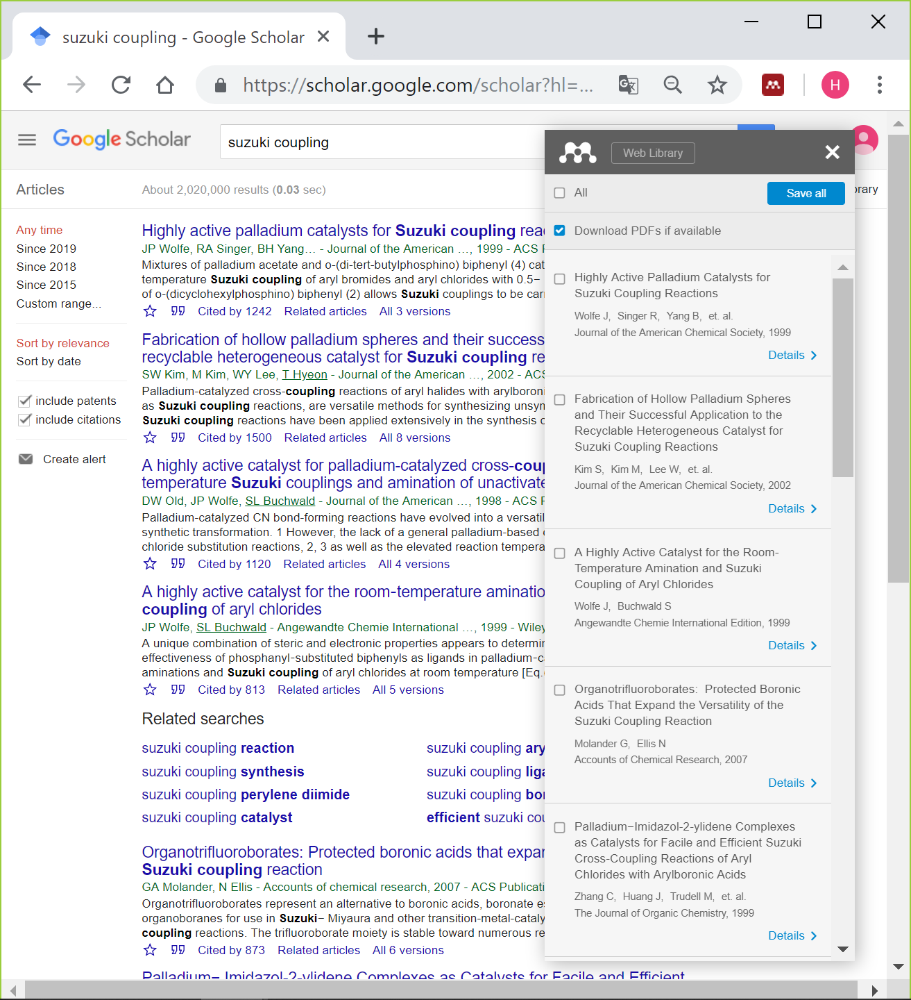 suzuki coupling - Google Scholar
https://scholar.google.com/scholar?hl=...
H
Google Scholar
suzuki coupling
Articles
About 2,020,000 results (0.03 sec)
Any time
Since 2019
Since 2018
Since 2015
Custom range...
Sort by relevance
Sort by date
include patents
include citations
Create alert
Highly active palladium catalysts for Suzuki coupling reac
JP Wolfe, RA Singer, BH Yang… - Journal of the American …, 1999 - ACS P
Mixtures of palladium acetate and o-(di-tert-butylphosphino) biphenyl (4) cat
temperature Suzuki coupling of aryl bromides and aryl chlorides with 0.5−
of o-(dicyclohexylphosphino) biphenyl (2) allows Suzuki couplings to be carr
Cited by 1242 Related articles All 3 versions
Fabrication of hollow palladium spheres and their success
recyclable heterogeneous catalyst for Suzuki coupling re
SW Kim, M Kim, WY Lee, T Hyeon - Journal of the American …, 2002 - ACS
Palladium-catalyzed cross-coupling reactions of aryl halides with arylboroni
as Suzuki coupling reactions, are versatile methods for synthesizing unsym
Suzuki coupling reactions have been applied extensively in the synthesis o
Cited by 1500 Related articles All 8 versions
A highly active catalyst for palladium-catalyzed cross-coup
temperature Suzuki couplings and amination of unactivate
DW Old, JP Wolfe, SL Buchwald - Journal of the American …, 1998 - ACS P
Palladium-catalyzed CN bond-forming reactions have evolved into a versatil
synthetic transformation. 1 However, the lack of a general palladium-based c
chloride substitution reactions, 2, 3 as well as the elevated reaction tempera
Cited by 1120 Related articles All 4 versions
A highly active catalyst for the room-temperature aminatio
coupling of aryl chlorides
JP Wolfe, SL Buchwald - Angewandte Chemie International …, 1999 - Wiley
A unique combination of steric and electronic properties appears to determin
effectiveness of phosphanyl-substituted biphenyls as ligands in palladium-ca
aminations and Suzuki coupling of aryl chlorides at room temperature [Eq.(
Cited by 813 Related articles All 5 versions
Related searches
suzuki coupling reaction
suzuki coupling ary
suzuki coupling synthesis
suzuki coupling liga
suzuki coupling perylene diimide
suzuki coupling bor
suzuki coupling catalyst
efficient suzuki cou
Organotrifluoroborates: Protected boronic acids that expan
Suzuki coupling reaction
GA Molander, N Ellis - Accounts of chemical research, 2007 - ACS Publicati
Organotrifluoroborates represent an alternative to boronic acids, boronate es
organoboranes for use in Suzuki− Miyaura and other transition-metal-cataly
coupling reactions. The trifluoroborate moiety is stable toward numerous re
Cited by 873 Related articles All 6 versions
Palladium− Imidazol-2-ylidene Complexes as Catalysts for Facile and Efficient
Web Library
brary
All
Save all
Download PDFs if available
Highly Active Palladium Catalysts for
Suzuki Coupling Reactions
Wolfe J, Singer R, Yang B, et. al.
Journal of the American Chemical Society, 1999
Details
Fabrication of Hollow Palladium Spheres
and Their Successful Application to the
Recyclable Heterogeneous Catalyst for
Suzuki Coupling Reactions
Kim S, Kim M, Lee W, et. al.
Journal of the American Chemical Society, 2002
Details
A Highly Active Catalyst for the Room-
Temperature Amination and Suzuki
Coupling of Aryl Chlorides
Wolfe J, Buchwald S
Angewandte Chemie International Edition, 1999
Details
Organotrifluoroborates: Protected Boronic
Acids That Expand the Versatility of the
Suzuki Coupling Reaction
Molander G, Ellis N
Accounts of Chemical Research, 2007
Details
Palladium−Imidazol-2-ylidene Complexes
as Catalysts for Facile and Efficient Suzuki
Cross-Coupling Reactions of Aryl
Chlorides with Arylboronic Acids
Zhang C, Huang J, Trudell M, et. al.
The Journal of Organic Chemistry, 1999
Details